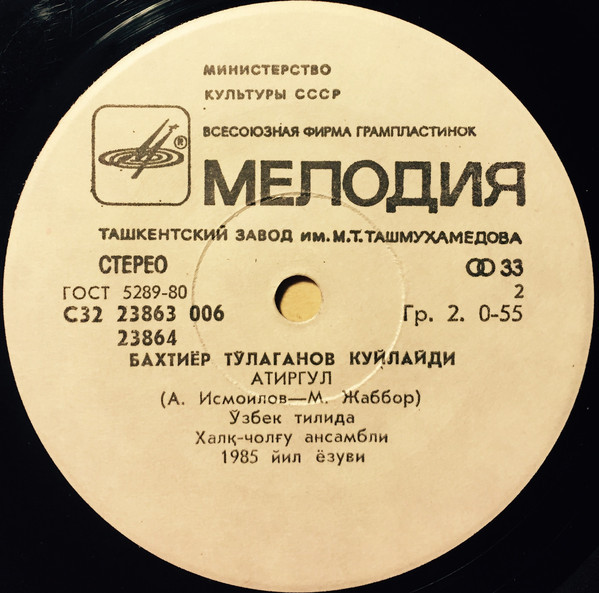 МИНИСТЕРСТВО
КУЛЬТУРЫ СССР
ВСЕСОЮЗНАЯ ФИРМА ГРАМПЛАСТИНОК
®
МЕЛОДИЯ
ТАШКЕНТСКИЙ ЗАВОД ИМ. М.Т. ТАШМУХАМЕДОВА
СТЕРЕО 33
ГОСТ 5289-80 2
С32 23863 006 Гр. 2. 0-55
23864
БАХТИЁР ТЎЛАГАНОВ КУЙЛАЙДИ
АТИРГУЛ
(А. Исмоилов—М. Жаббор)
Ўзбек тилида
Халқ-чолғу ансамбли
1985 йил ёзуви